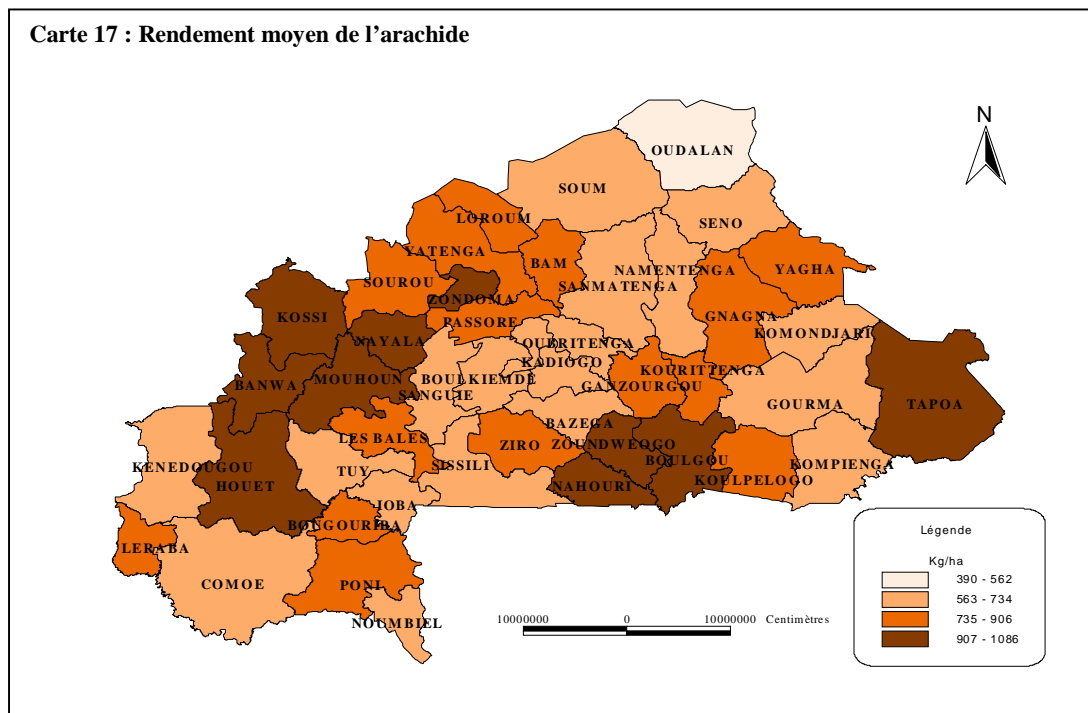 Carte 17 : Rendement moyen de l'arachide
N
OUDALAN
SOUM
SENO
LOROUM
YATENGA
BAM
NAMENTENGA
YAGHA
SOUROU
SANMATENGA
ZONDOMA
KOSSI
PASSORE
GNAGNA
KOMONDJARI
NAYALA
OUBRITENGA
KADIOGO
KOURITTENGA
BANWA
MOUHOUN
BOULKIEMDE
GANZOURGOU
SANGUIE
GOURMA
TAPOA
BAZEGA
LES BALES
ZIRO
ZOUNDWEOGO
KENEDOUGOU
TUY
SISSILI
BOULGOU
KOMPIENGA
HOUET
NAHOURI
KOULPELOGO
IOBA
BOUGOURIBA
LERABA
COMOE
PONI
NOUMBIEL
Légende
Kg/ha
390 - 562
563 - 734
735 - 906
907 - 1086
10000000 0 10000000 Centimètres